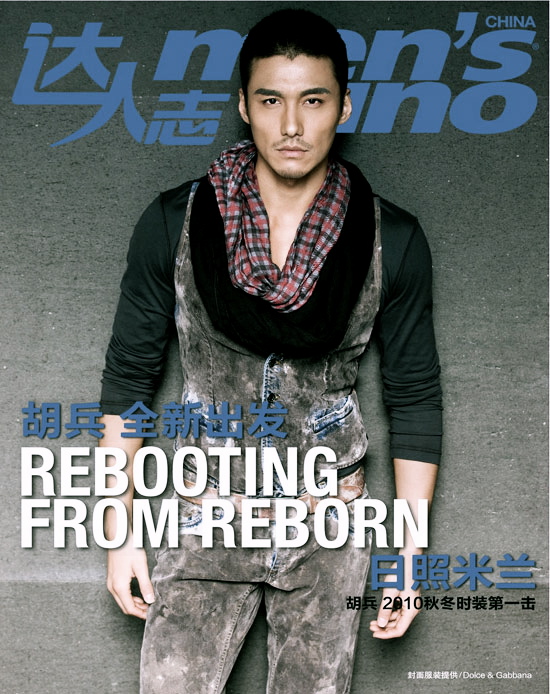 CHINA
达人志 men's uno
®
胡兵 全新出发
REBOOTING
FROM REBORN
日照米兰
胡兵 2010秋冬时装第一击
封面服装提供/Dolce & Gabbana